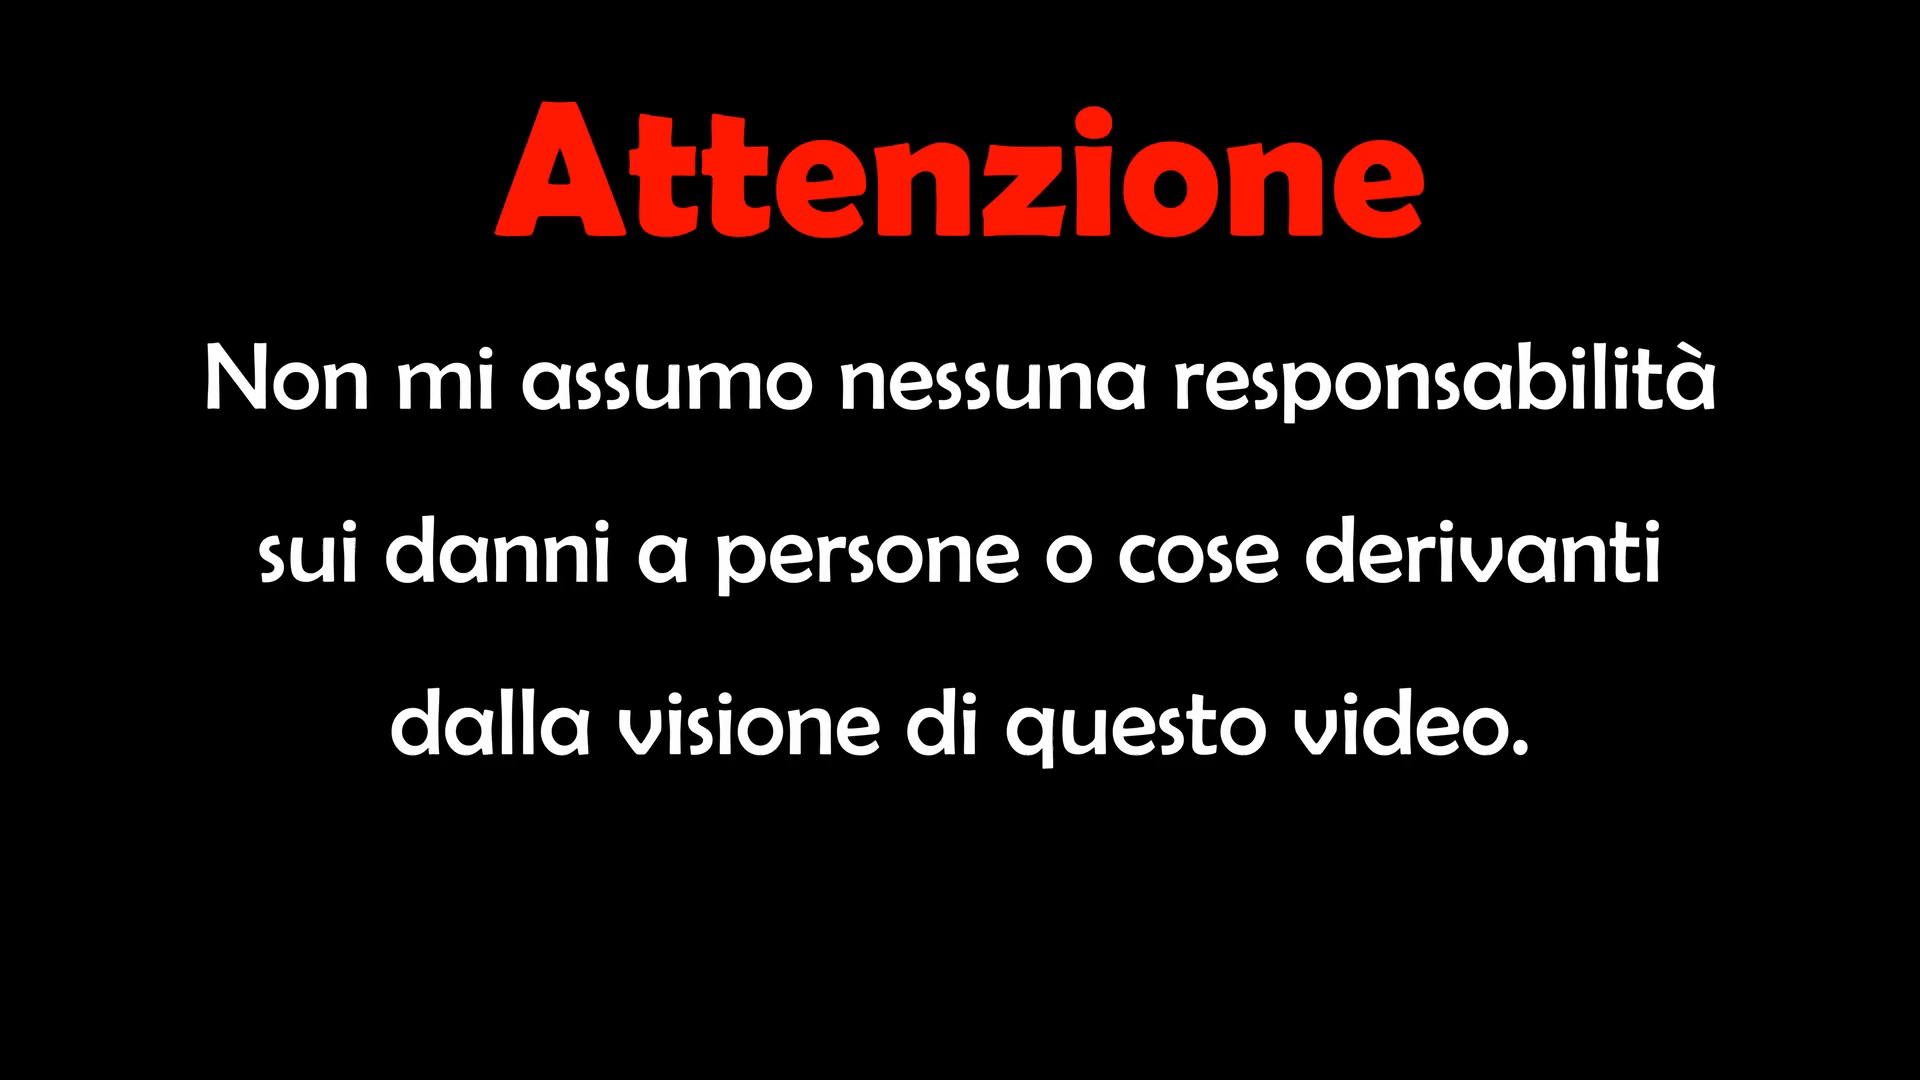 Attenzione
Non mi assumo nessuna responsabilità
sui danni a persone o cose derivanti
dalla visione di questo video.